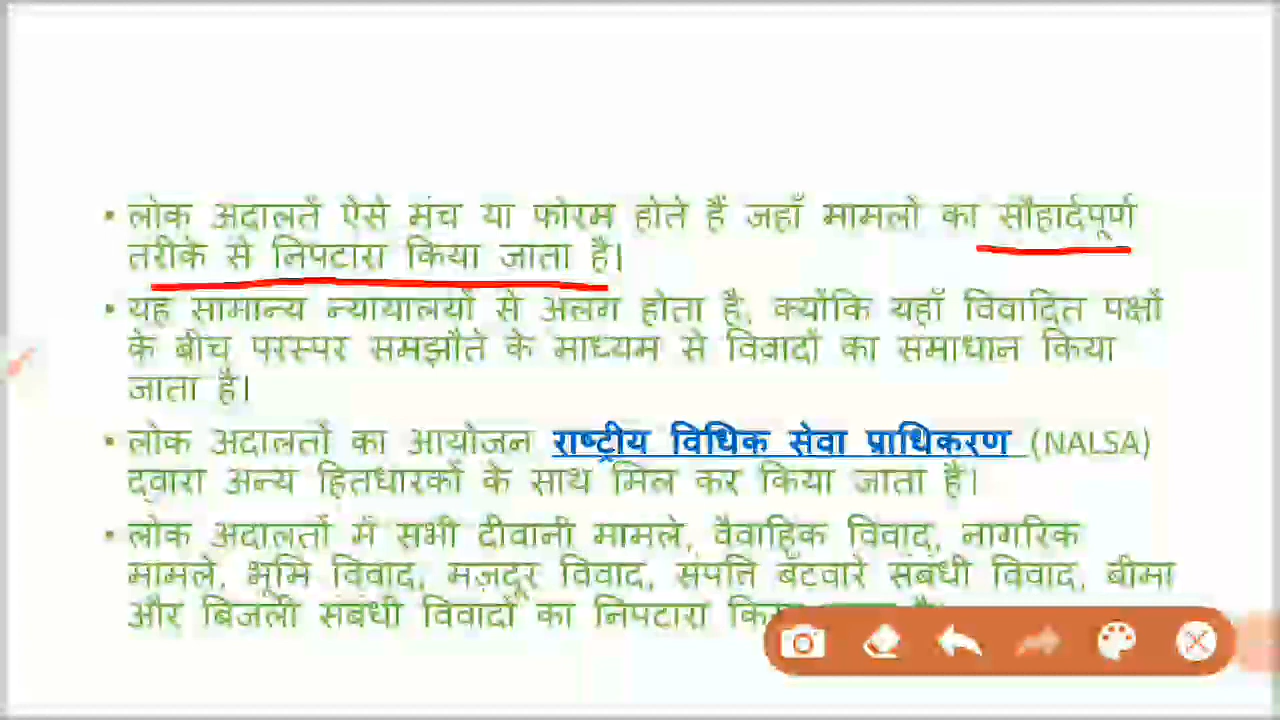 • लोक अदालतें ऐसे मंच या फोरम होते हैं जहाँ मामलों का सौहार्दपूर्ण
तरीके से निपटारा किया जाता है।
• यह सामान्य न्यायालयों से अलग होता है, क्योंकि यहाँ विवादित पक्षों
के बीच परस्पर समझौते के माध्यम से विवादों का समाधान किया
जाता है।
• लोक अदालतों का आयोजन राष्ट्रीय विधिक सेवा प्राधिकरण (NALSA)
द्वारा अन्य हितधारकों के साथ मिल कर किया जाता है।
• लोक अदालतों में सभी दीवानी मामले, वैवाहिक विवाद, नागरिक
मामले, भूमि विवाद, मज़दूर विवाद, संपत्ति बँटवारे संबंधी विवाद, बीमा
और बिजली संबंधी विवादों का निपटारा